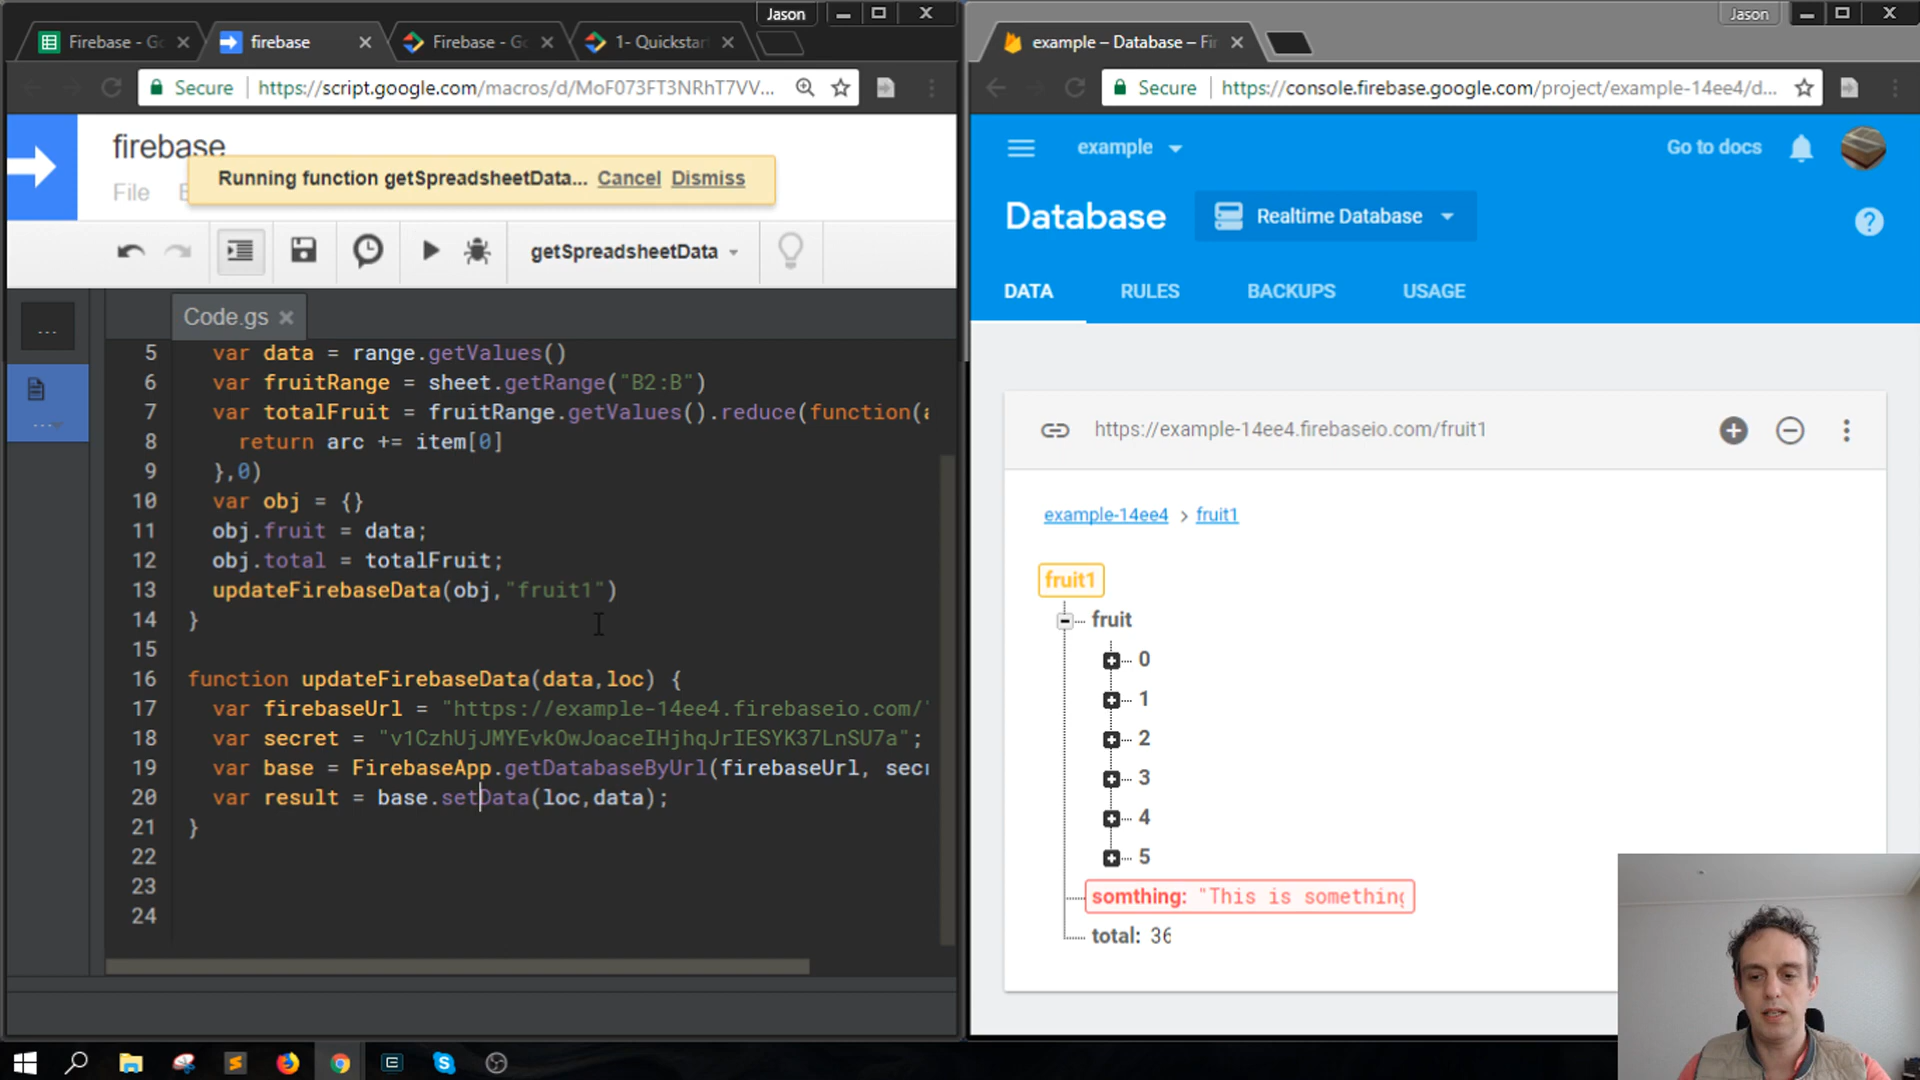 Jason
Firebase - Go
firebase
Firebase - Go
1- Quickstar
Secure
https://script.google.com/macros/d/MoF073FT3NRhT7VV...
firebase
File
Running function getSpreadsheetData... Cancel Dismiss
getSpreadsheetData
Code.gs
...
5 var data = range.getValues()
6 var fruitRange = sheet.getRange("B2:B")
7 var totalFruit = fruitRange.getValues().reduce(function(a
8 return arc += item[0]
9 },0)
10 var obj = {}
11 obj.fruit = data;
12 obj.total = totalFruit;
13 updateFirebaseData(obj,"fruit1")
14 }
15
16 function updateFirebaseData(data,loc) {
17 var firebaseUrl = "https://example-14ee4.firebaseio.com/"
18 var secret = "v1CzhUjJMYEvkOwJoaceIHjhqJrIESYK37LnSU7a";
19 var base = FirebaseApp.getDatabaseByUrl(firebaseUrl, secr
20 var result = base.setData(loc,data);
21 }
22
23
24
Jason
example – Database – Fir
Secure
https://console.firebase.google.com/project/example-14ee4/d...
example
Go to docs
Database
Realtime Database
DATA
RULES
BACKUPS
USAGE
https://example-14ee4.firebaseio.com/fruit1
example-14ee4 > fruit1
fruit1
fruit
0
1
2
3
4
5
somthing: "This is something
total: 36